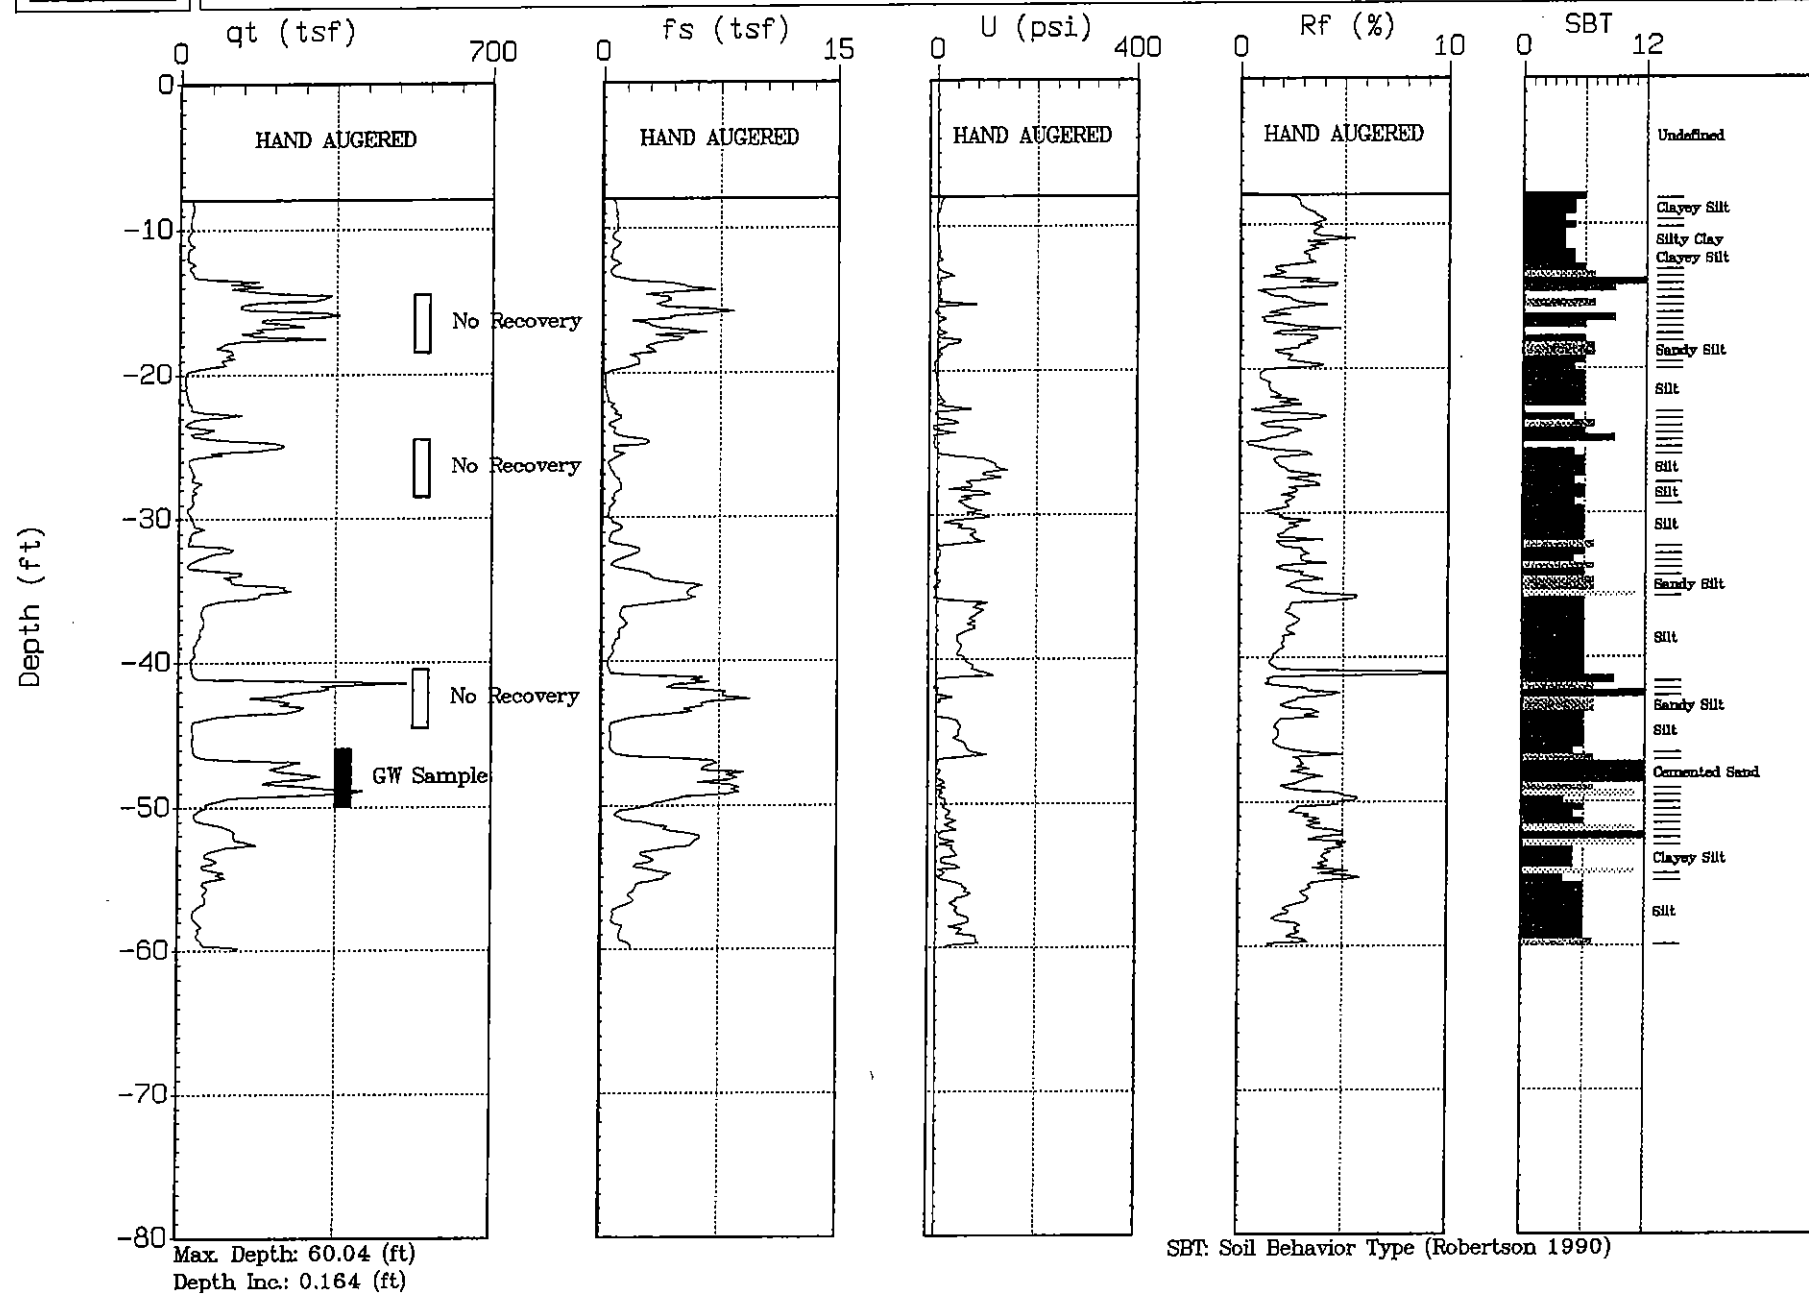 qt (tsf)
fs (tsf)
U (psi)
Rf (%)
SBT
0 700
0 15
0 400
0 10
0 12
Depth (ft)
0
-10
-20
-30
-40
-50
-60
-70
-80
HAND AUGERED
HAND AUGERED
HAND AUGERED
HAND AUGERED
No Recovery
No Recovery
No Recovery
GW Sample
Undefined
Clayey Silt
Silty Clay
Clayey Silt
Sandy Silt
Silt
Silt
Silt
Silt
Sandy Silt
Silt
Sandy Silt
Silt
Cemented Sand
Clayey Silt
Silt
Max. Depth: 60.04 (ft)
Depth Inc.: 0.164 (ft)
SBT: Soil Behavior Type (Robertson 1990)